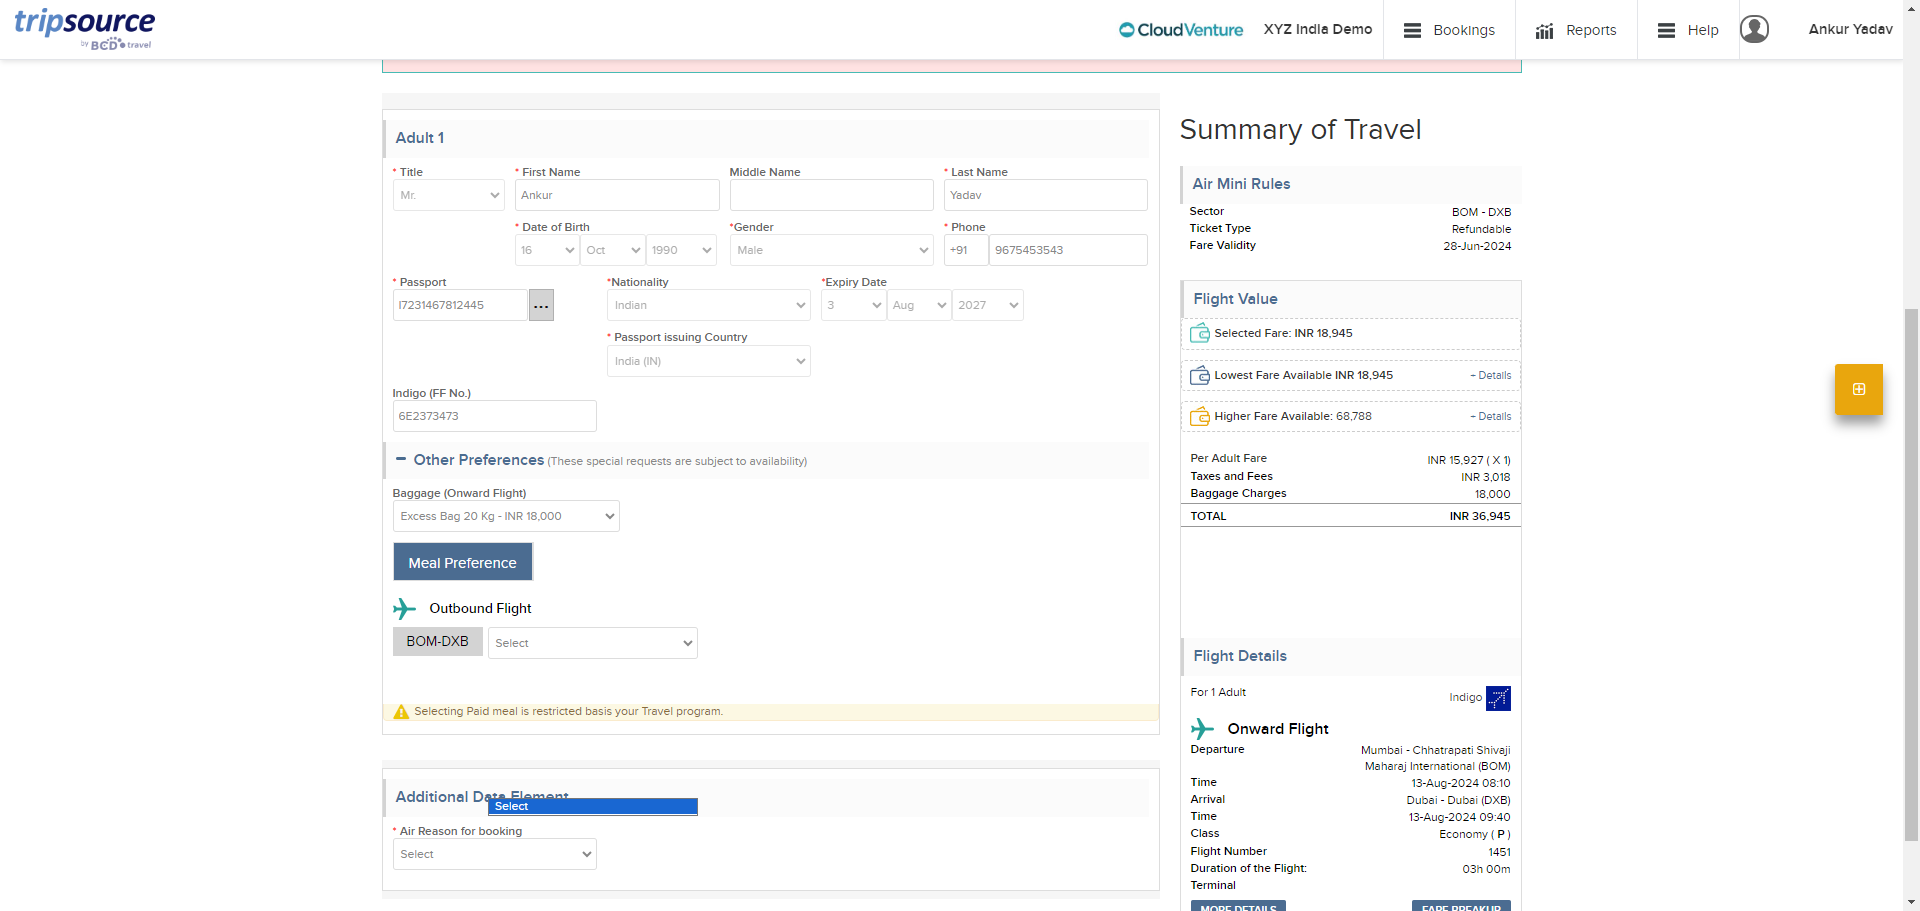 tripsource
by BCD travel
CloudVenture
XYZ India Demo
Bookings
Reports
Help
Ankur Yadav
Adult 1
* Title
* First Name
Middle Name
* Last Name
Mr.
Ankur
Yadav
* Date of Birth
*Gender
* Phone
16
Oct
1990
Male
+91
9675453543
* Passport
*Nationality
*Expiry Date
I7231467812445
...
Indian
3
Aug
2027
* Passport issuing Country
India (IN)
Indigo (FF No.)
6E2373473
Other Preferences (These special requests are subject to availability)
Baggage (Onward Flight)
Excess Bag 20 Kg - INR 18,000
Meal Preference
Outbound Flight
BOM-DXB
Select
Selecting Paid meal is restricted basis your Travel program.
Additional Data Element
Select
* Air Reason for booking
Select
Summary of Travel
Air Mini Rules
Sector BOM - DXB
Ticket Type Refundable
Fare Validity 28-Jun-2024
Flight Value
Selected Fare: INR 18,945
Lowest Fare Available INR 18,945 + Details
Higher Fare Available: 68,788 + Details
Per Adult Fare INR 15,927 ( X 1)
Taxes and Fees INR 3,018
Baggage Charges 18,000
TOTAL INR 36,945
Flight Details
For 1 Adult Indigo
Onward Flight
Departure Mumbai - Chhatrapati Shivaji
Maharaj International (BOM)
Time 13-Aug-2024 08:10
Arrival Dubai - Dubai (DXB)
Time 13-Aug-2024 09:40
Class Economy ( P )
Flight Number 1451
Duration of the Flight: 03h 00m
Terminal
MORE DETAILS FARE BREAKUP